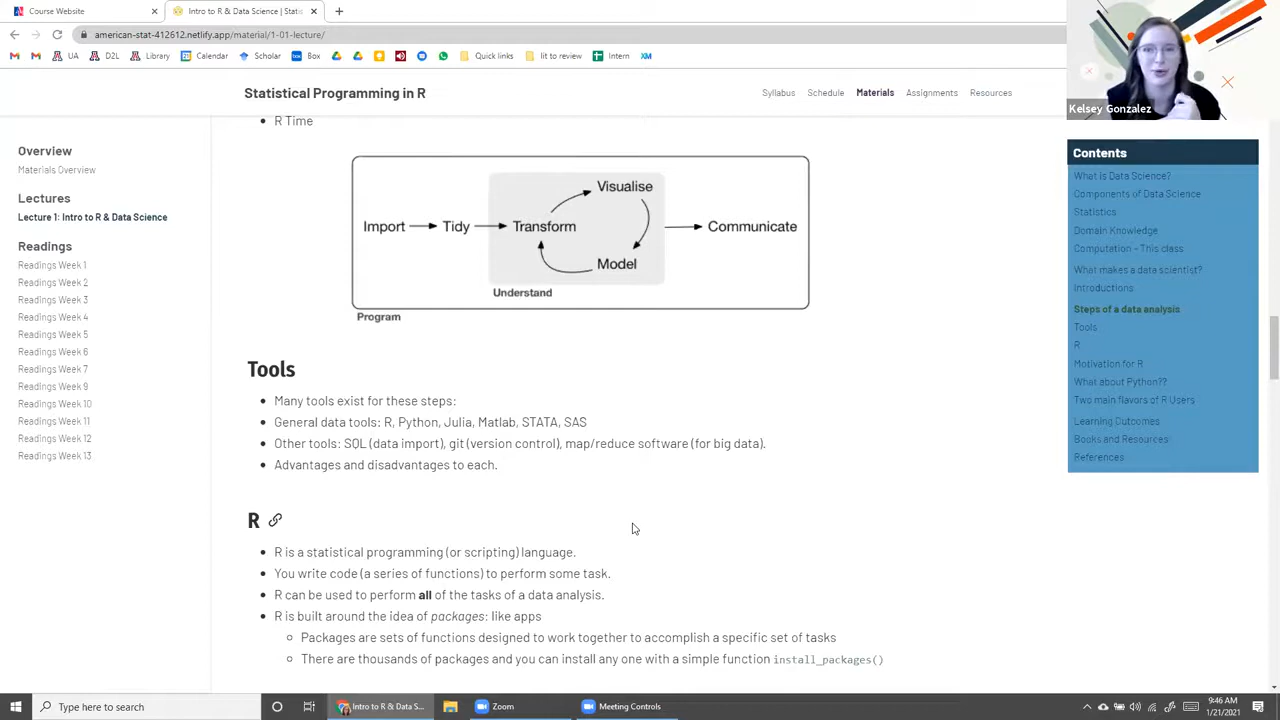 Course Website
Intro to R & Data Science | Stati
american-stat-412612.netlify.app/material/1-01-lecture/
UA
D2L
Library
Calendar
Scholar
Box
Quick links
lit to review
Intern
Kelsey Gonzalez
Statistical Programming in R
Syllabus
Schedule
Materials
Assignments
Resources
Overview
Materials Overview
Lectures
Lecture 1: Intro to R & Data Science
Readings
Readings Week 1
Readings Week 2
Readings Week 3
Readings Week 4
Readings Week 5
Readings Week 6
Readings Week 7
Readings Week 9
Readings Week 10
Readings Week 11
Readings Week 12
Readings Week 13
R Time
Import
Tidy
Transform
Visualise
Model
Communicate
Understand
Program
Tools
Many tools exist for these steps:
General data tools: R, Python, Julia, Matlab, STATA, SAS
Other tools: SQL (data import), git (version control), map/reduce software (for big data).
Advantages and disadvantages to each.
R
R is a statistical programming (or scripting) language.
You write code (a series of functions) to perform some task.
R can be used to perform all of the tasks of a data analysis.
R is built around the idea of packages: like apps
Packages are sets of functions designed to work together to accomplish a specific set of tasks
There are thousands of packages and you can install any one with a simple function install_packages()
Contents
What is Data Science?
Components of Data Science
Statistics
Domain Knowledge
Computation – This class
What makes a data scientist?
Introductions
Steps of a data analysis
Tools
R
Motivation for R
What about Python??
Two main flavors of R Users
Learning Outcomes
Books and Resources
References
Type here to search
Intro to R & Data S...
Zoom
Meeting Controls
9:46 AM
1/21/2021